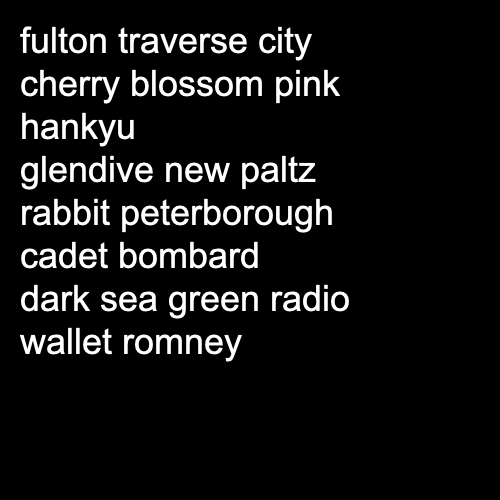 fulton traverse city
cherry blossom pink
hankyu
glendive new paltz
rabbit peterborough
cadet bombard
dark sea green radio
wallet romney